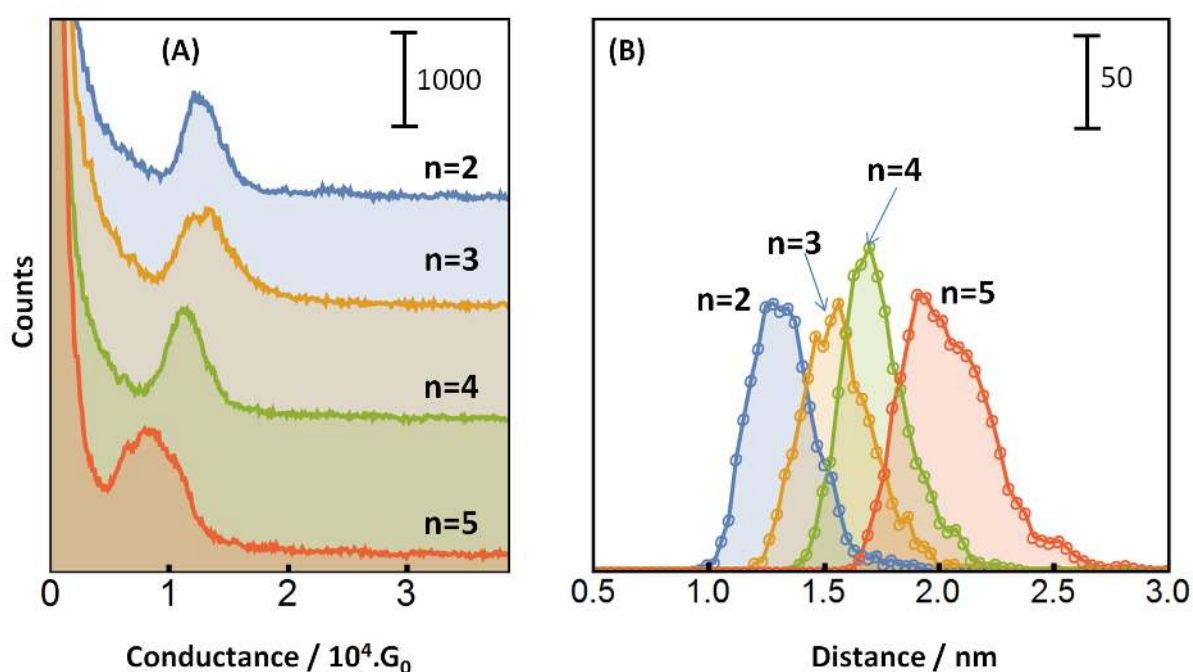 (A)
1000
n=2
n=3
n=4
n=5
Counts
0 1 2 3
Conductance / 10⁴.G₀
(B)
50
n=4
n=3
n=2
n=5
0.5 1.0 1.5 2.0 2.5 3.0
Distance / nm